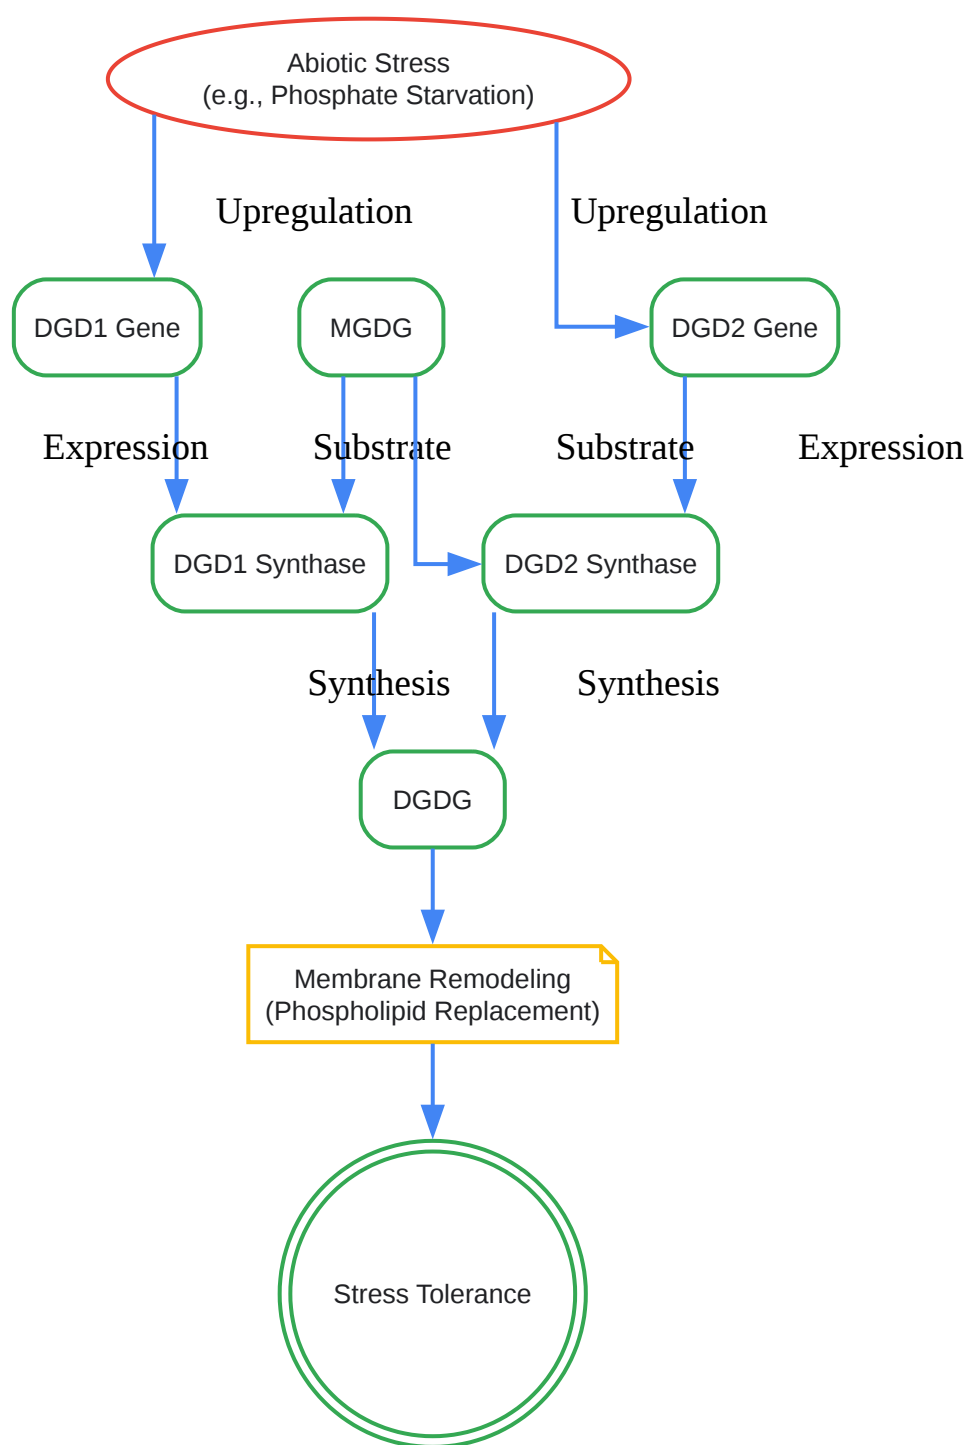 Abiotic Stress
(e.g., Phosphate Starvation)
Upregulation
Upregulation
DGD1 Gene
MGDG
DGD2 Gene
Expression
Substrate
Substrate
Expression
DGD1 Synthase
DGD2 Synthase
Synthesis
Synthesis
DGDG
Membrane Remodeling
(Phospholipid Replacement)
Stress Tolerance